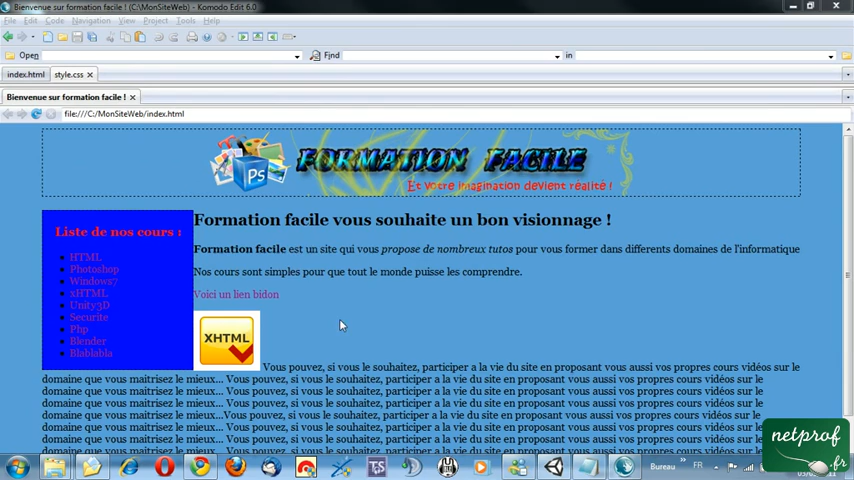 Bienvenue sur formation facile ! (C:\MonSiteWeb) - Komodo Edit 6.0
File Edit Code Navigation View Project Tools Help
Open Find in
index.html style.css
Bienvenue sur formation facile !
file:///C:/MonSiteWeb/index.html
Ps FORMATION FACILE
Et votre imagination devient réalité !
Liste de nos cours :
HTML
Photoshop
Windows7
xHTML
Unity3D
Securite
Php
Blender
Blablabla
Formation facile vous souhaite un bon visionnage !
Formation facile est un site qui vous propose de nombreux tutos pour vous former dans differents domaines de l'informatique
Nos cours sont simples pour que tout le monde puisse les comprendre.
Voici un lien bidon
XHTML
Vous pouvez, si vous le souhaitez, participer a la vie du site en proposant vous aussi vos propres cours vidéos sur le
domaine que vous maitrisez le mieux... Vous pouvez, si vous le souhaitez, participer a la vie du site en proposant vous aussi vos propres cours vidéos sur le
domaine que vous maitrisez le mieux... Vous pouvez, si vous le souhaitez, participer a la vie du site en proposant vous aussi vos propres cours vidéos sur le
domaine que vous maitrisez le mieux... Vous pouvez, si vous le souhaitez, participer a la vie du site en proposant vous aussi vos propres cours vidéos sur le
domaine que vous maitrisez le mieux...Vous pouvez, si vous le souhaitez, participer a la vie du site en proposant vous aussi vos propres cours vidéos sur le
domaine que vous maitrisez le mieux... Vous pouvez, si vous le souhaitez, participer a la vie du site en proposant vous aussi vos propres cours vidéos sur le
domaine que vous maitrisez le mieux... Vous pouvez, si vous le souhaitez, participer a la vie du site en proposant vous aussi vos propres cours vidéos
netprof
.fr
Bureau FR